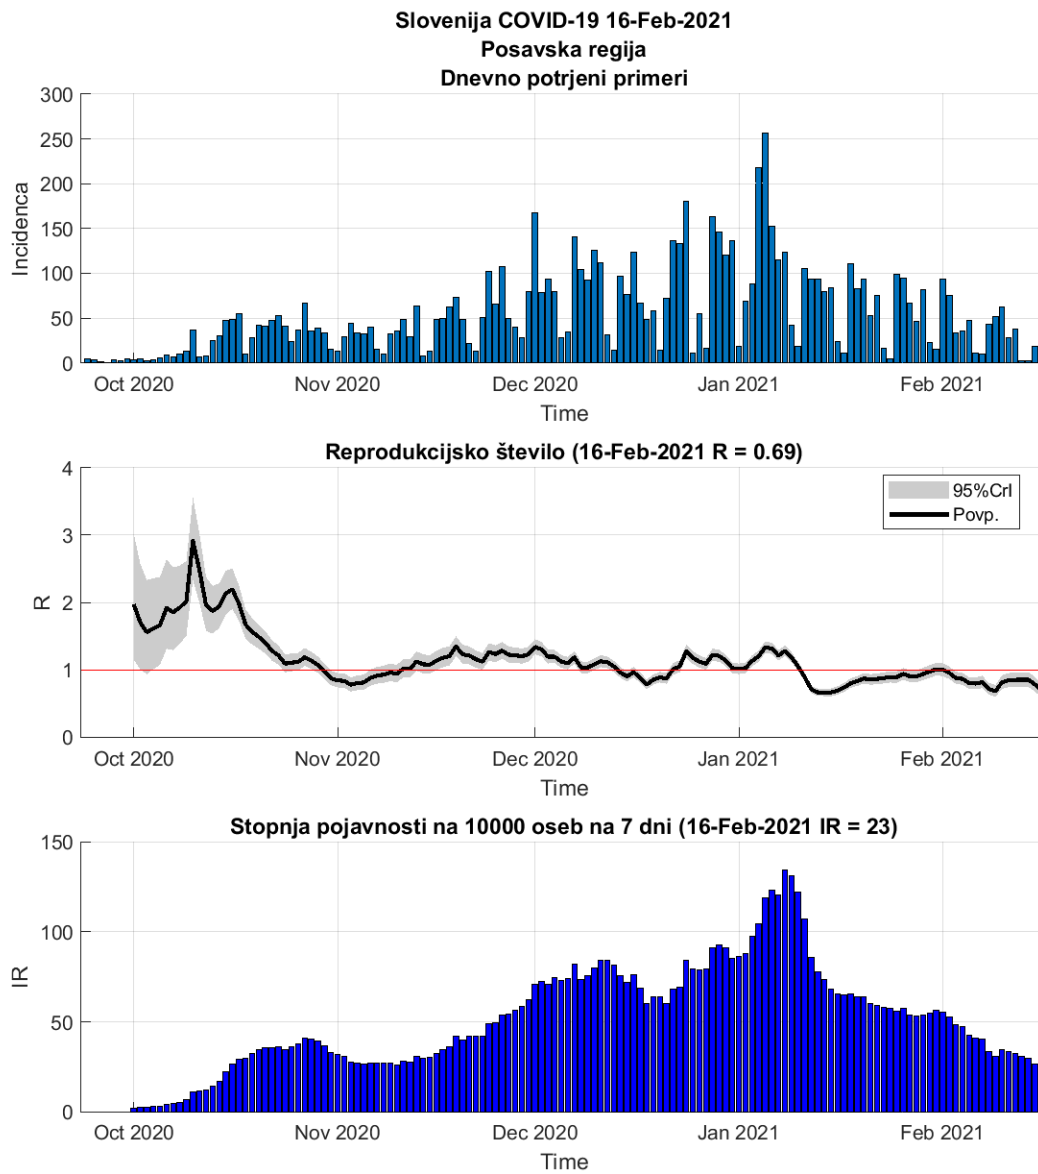 Slovenija COVID-19 16-Feb-2021
Posavska regija
Dnevno potrjeni primeri
300
250
200
150
100
50
0
Incidenca
Oct 2020 Nov 2020 Dec 2020 Jan 2021 Feb 2021
Time
Reprodukcijsko število (16-Feb-2021 R = 0.69)
4
3
2
1
0
R
95%CrI
Povp.
Oct 2020 Nov 2020 Dec 2020 Jan 2021 Feb 2021
Time
Stopnja pojavnosti na 10000 oseb na 7 dni (16-Feb-2021 IR = 23)
150
100
50
0
IR
Oct 2020 Nov 2020 Dec 2020 Jan 2021 Feb 2021
Time